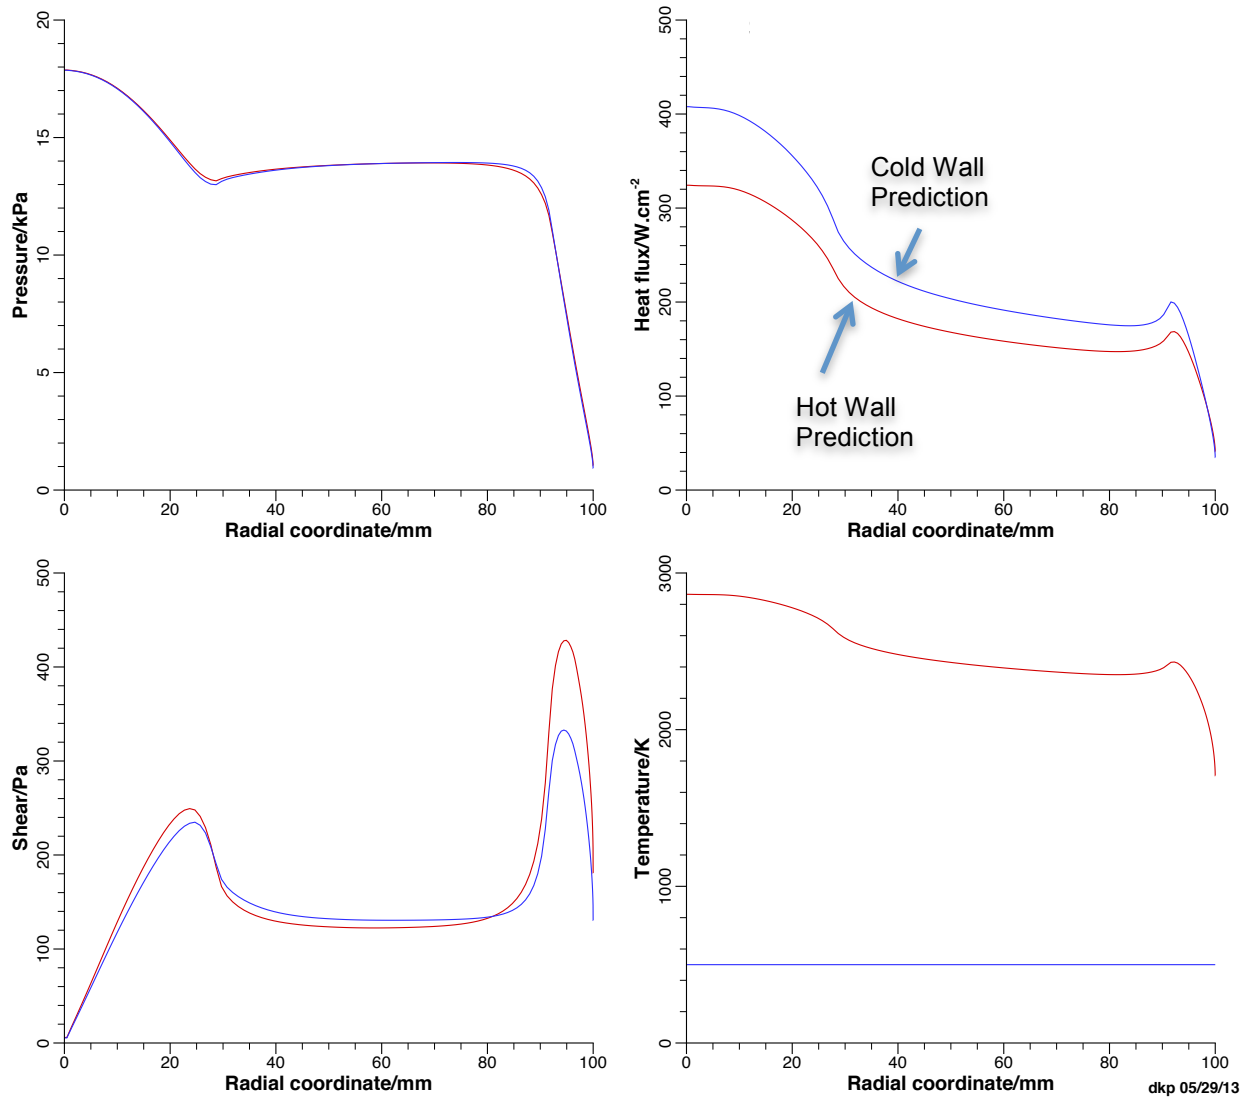 20
15
10
5
0
Pressure/kPa
0 20 40 60 80 100
Radial coordinate/mm
500
400
300
200
100
0
Heat flux/W.cm-2
Cold Wall
Prediction
Hot Wall
Prediction
0 20 40 60 80 100
Radial coordinate/mm
500
400
300
200
100
0
Shear/Pa
0 20 40 60 80 100
Radial coordinate/mm
3000
2000
1000
0
Temperature/K
0 20 40 60 80 100
Radial coordinate/mm
dkp 05/29/13